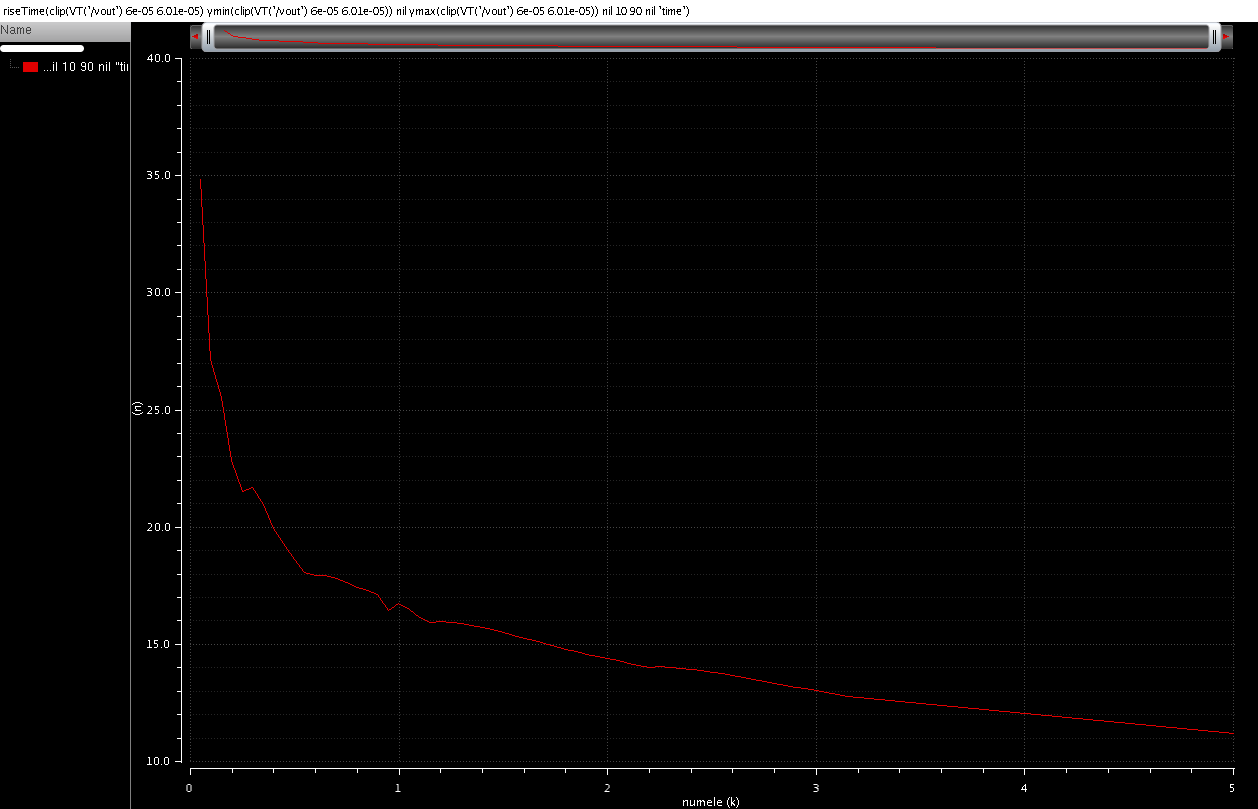 riseTime(clip(VT('/vout') 6e-05 6.01e-05) ymin(clip(VT('/vout') 6e-05 6.01e-05)) nil ymax(clip(VT('/vout') 6e-05 6.01e-05)) nil 10 90 nil "time")
Name
...il 10 90 nil "tir
40.0
35.0
30.0
(n)
25.0
20.0
15.0
10.0
0 1 2 3 4 5
numele (k)